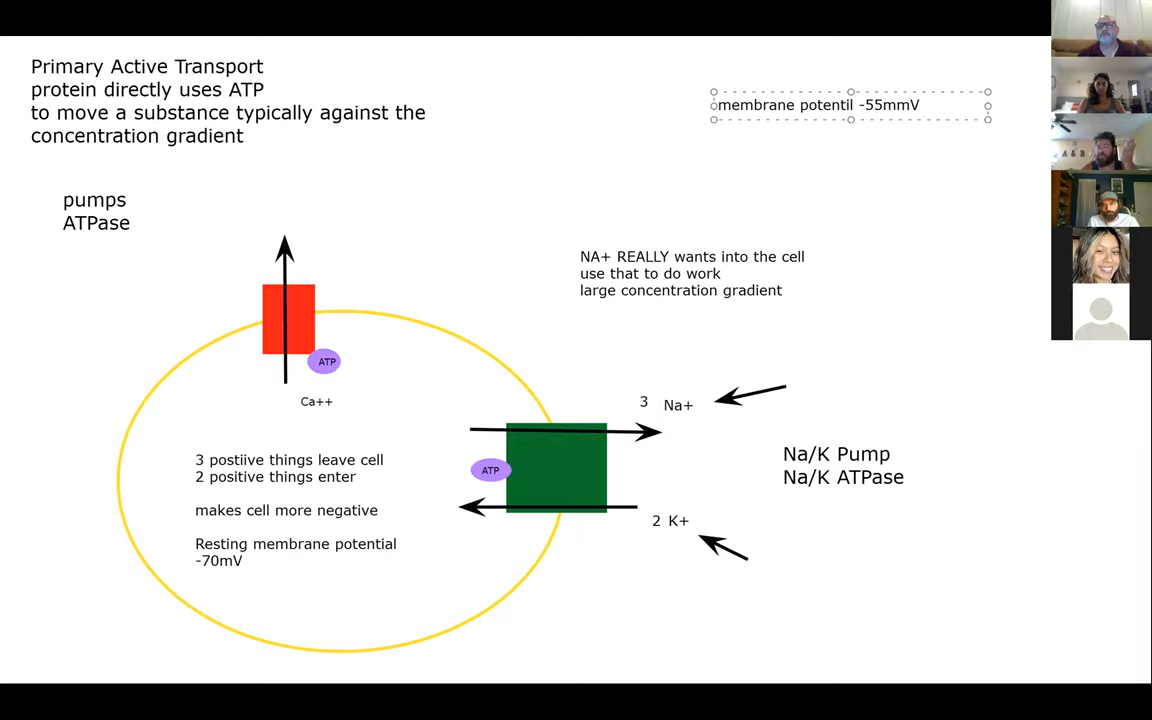 Primary Active Transport
protein directly uses ATP
to move a substance typically against the
concentration gradient
membrane potentil -55mmV
pumps
ATPase
NA+ REALLY wants into the cell
use that to do work
large concentration gradient
ATP
Ca++
3 Na+
3 postiive things leave cell
2 positive things enter
makes cell more negative
Resting membrane potential
-70mV
ATP
Na/K Pump
Na/K ATPase
2 K+